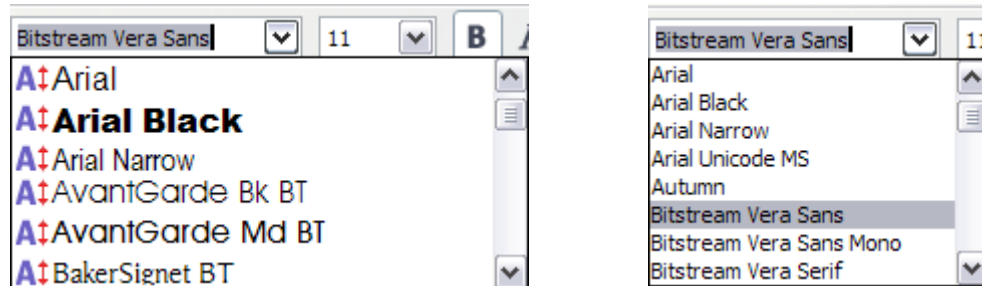 Bitstream Vera Sans 11 B
Arial
Arial Black
Arial Narrow
AvantGarde Bk BT
AvantGarde Md BT
BakerSignet BT
Bitstream Vera Sans 11
Arial
Arial Black
Arial Narrow
Arial Unicode MS
Autumn
Bitstream Vera Sans
Bitstream Vera Sans Mono
Bitstream Vera Serif